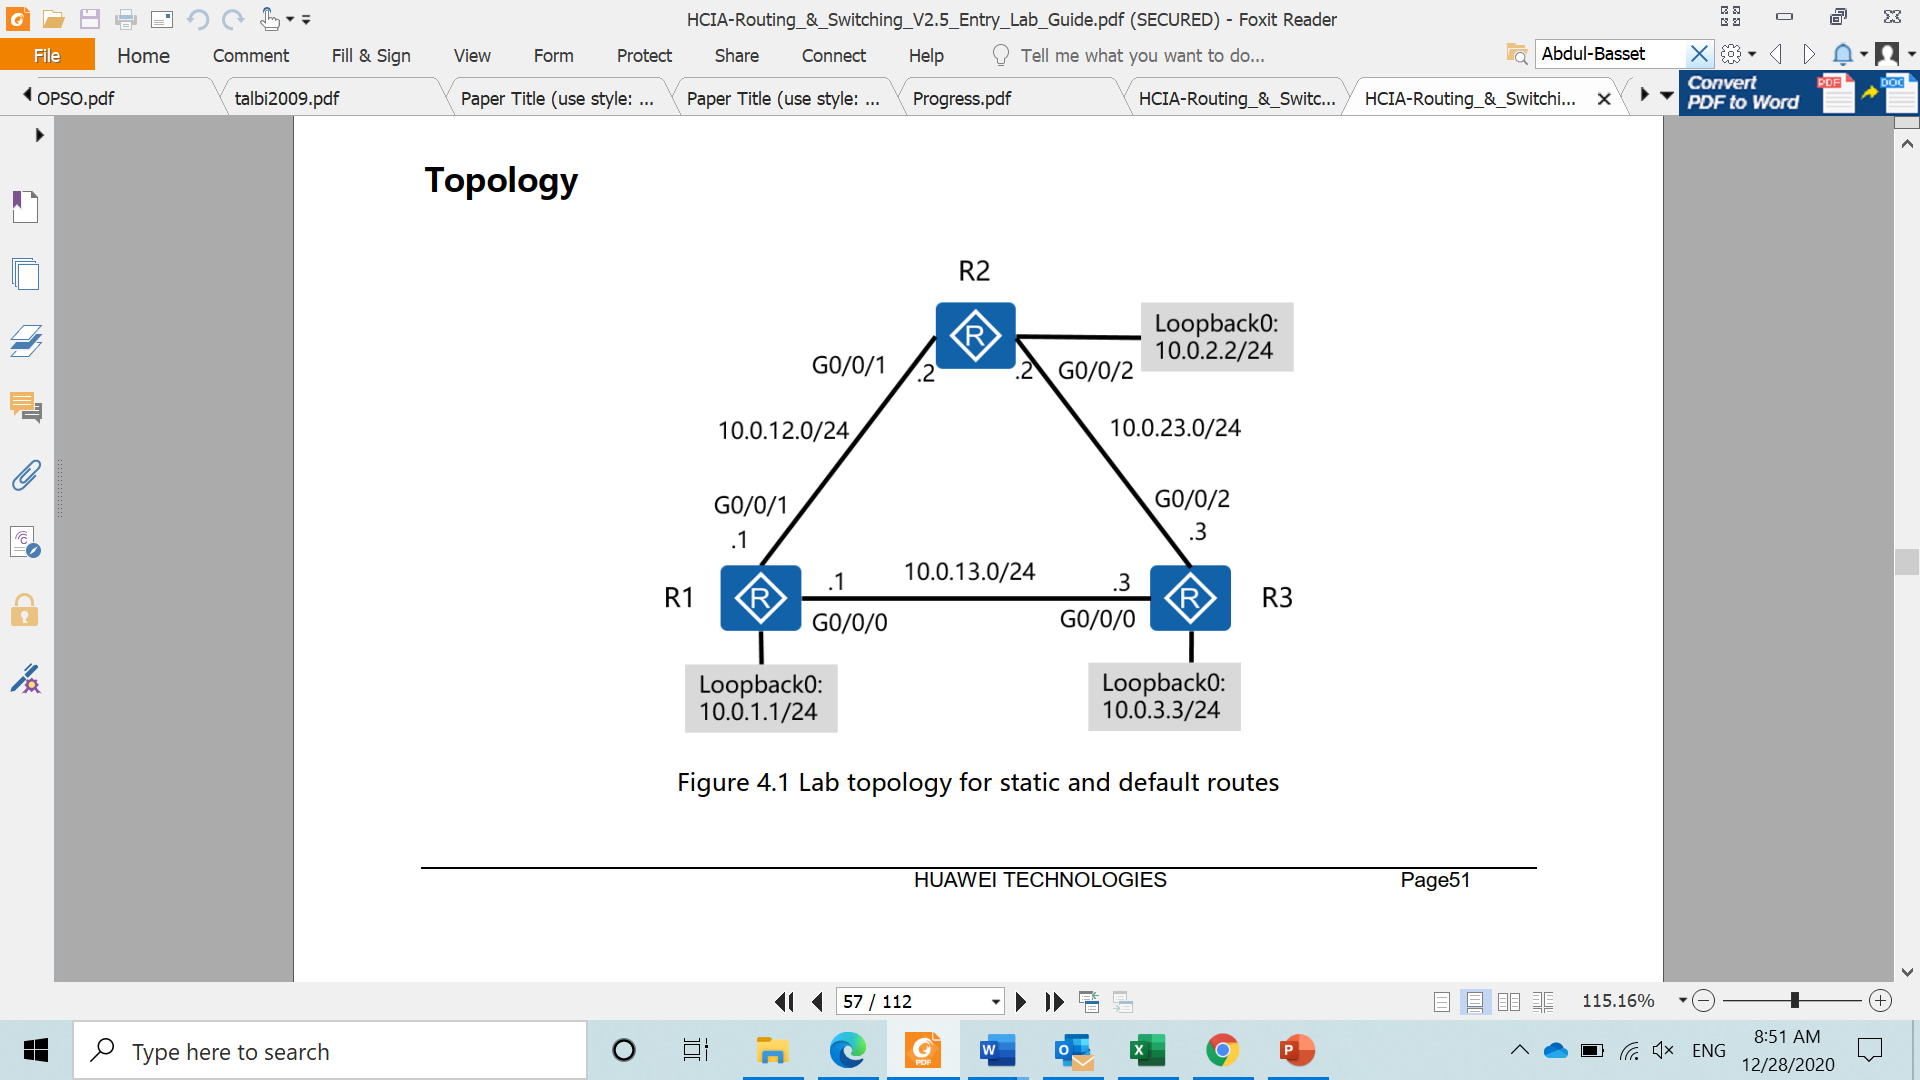 HCIA-Routing_&_Switching_V2.5_Entry_Lab_Guide.pdf (SECURED) - Foxit Reader
File Home Comment Fill & Sign View Form Protect Share Connect Help Tell me what you want to do... Abdul-Basset
OPSO.pdf talbi2009.pdf Paper Title (use style: ... Paper Title (use style: ... Progress.pdf HCIA-Routing_&_Switc... HCIA-Routing_&_Switchi...
Convert PDF
PDF to Word DOC
Topology
R2
R
Loopback0:
10.0.2.2/24
G0/0/1 .2 .2 G0/0/2
10.0.12.0/24 10.0.23.0/24
G0/0/1 G0/0/2
.1 .3
R1 R .1 10.0.13.0/24 .3 R R3
G0/0/0 G0/0/0
Loopback0: Loopback0:
10.0.1.1/24 10.0.3.3/24
Figure 4.1 Lab topology for static and default routes
HUAWEI TECHNOLOGIES Page51
57 / 112 115.16%
Type here to search
ENG 8:51 AM
12/28/2020